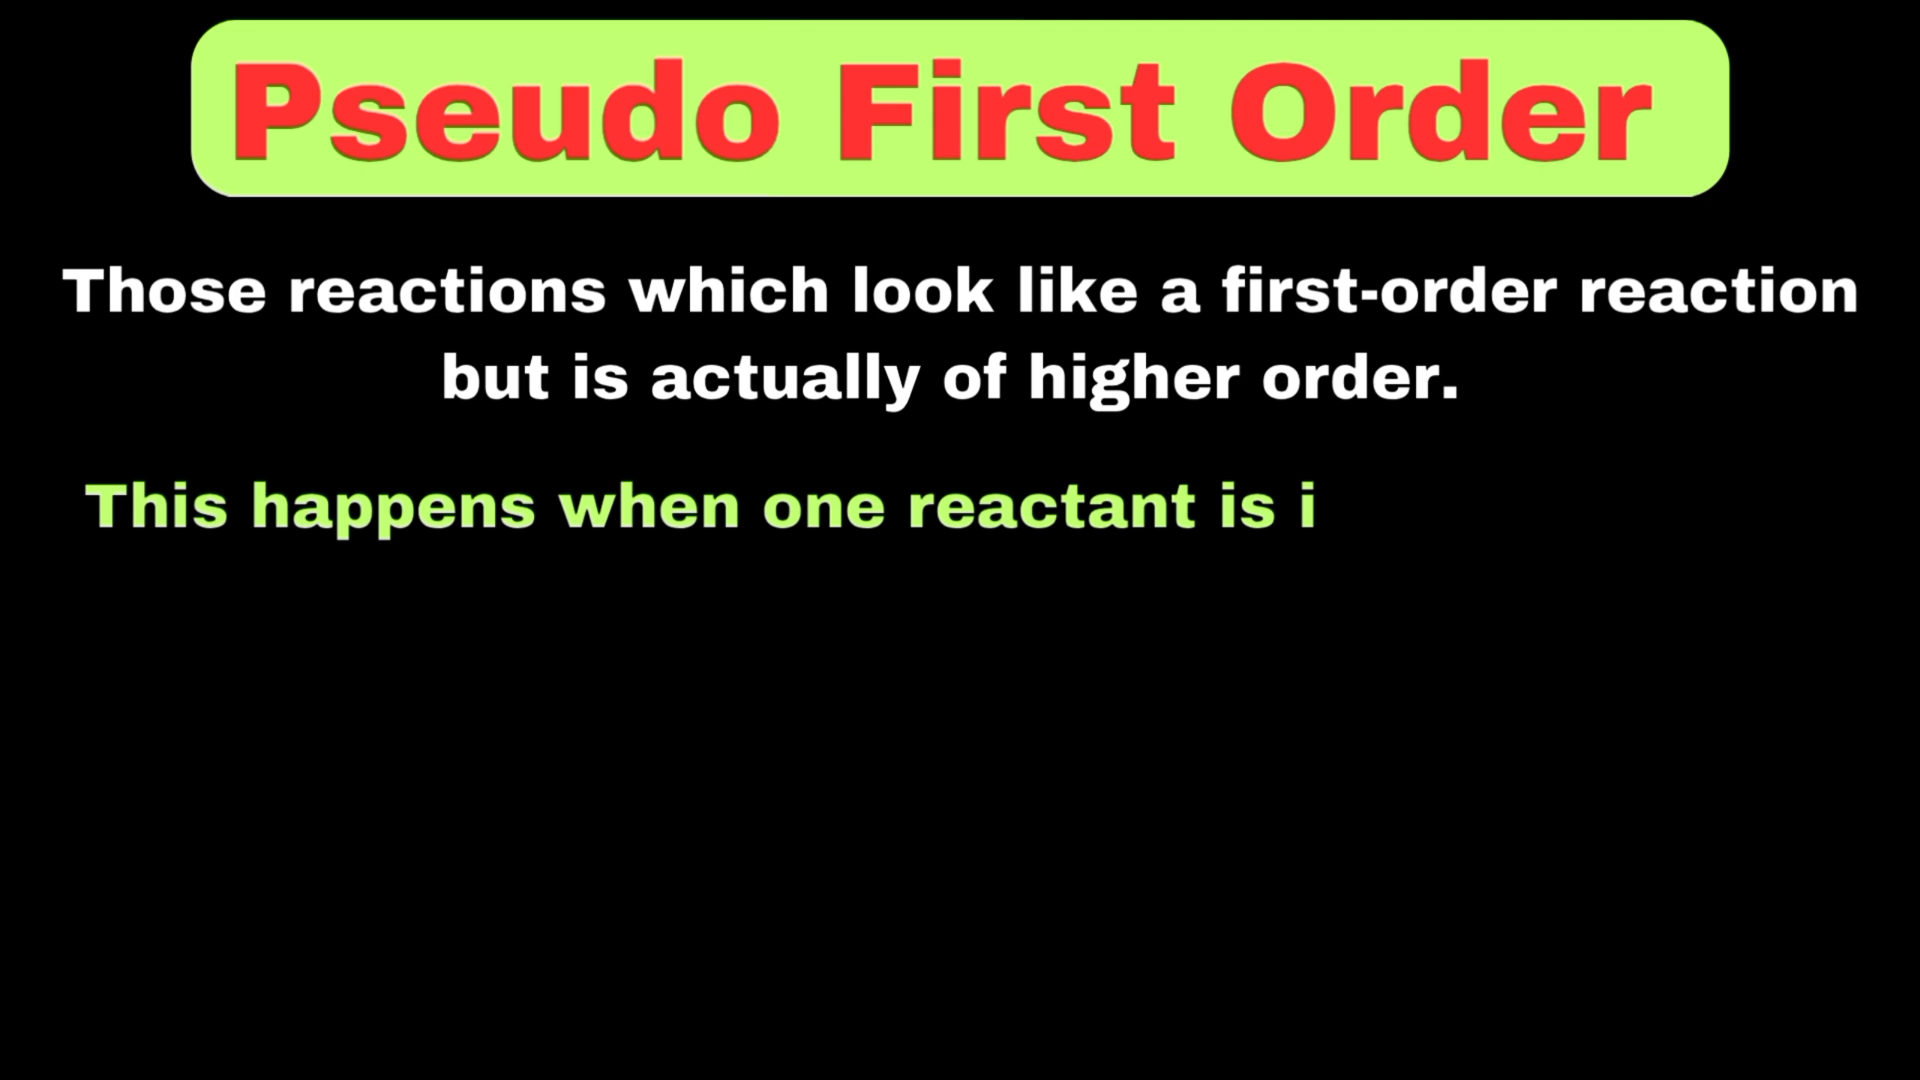 Pseudo First Order
Those reactions which look like a first-order reaction
but is actually of higher order.
This happens when one reactant is i